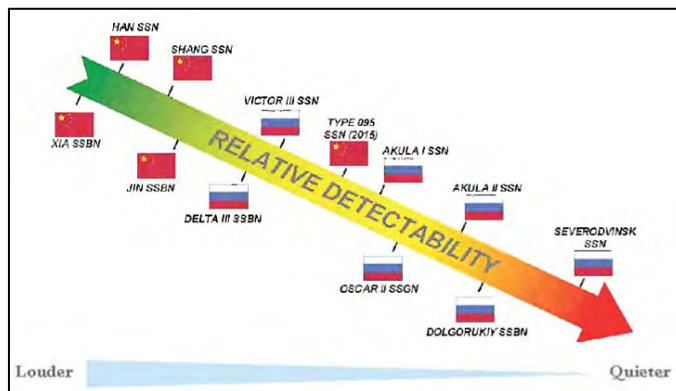 HAN SSN
SHANG SSN
XIA SSBN
VICTOR III SSN
TYPE 095
SSN (2015)
JIN SSBN
AKULA I SSN
RELATIVE DETECTABILITY
DELTA III SSBN
AKULA II SSN
SEVERODVINSK
SSN
OSCAR II SSGN
DOLGORUKIY SSBN
Louder
Quieter